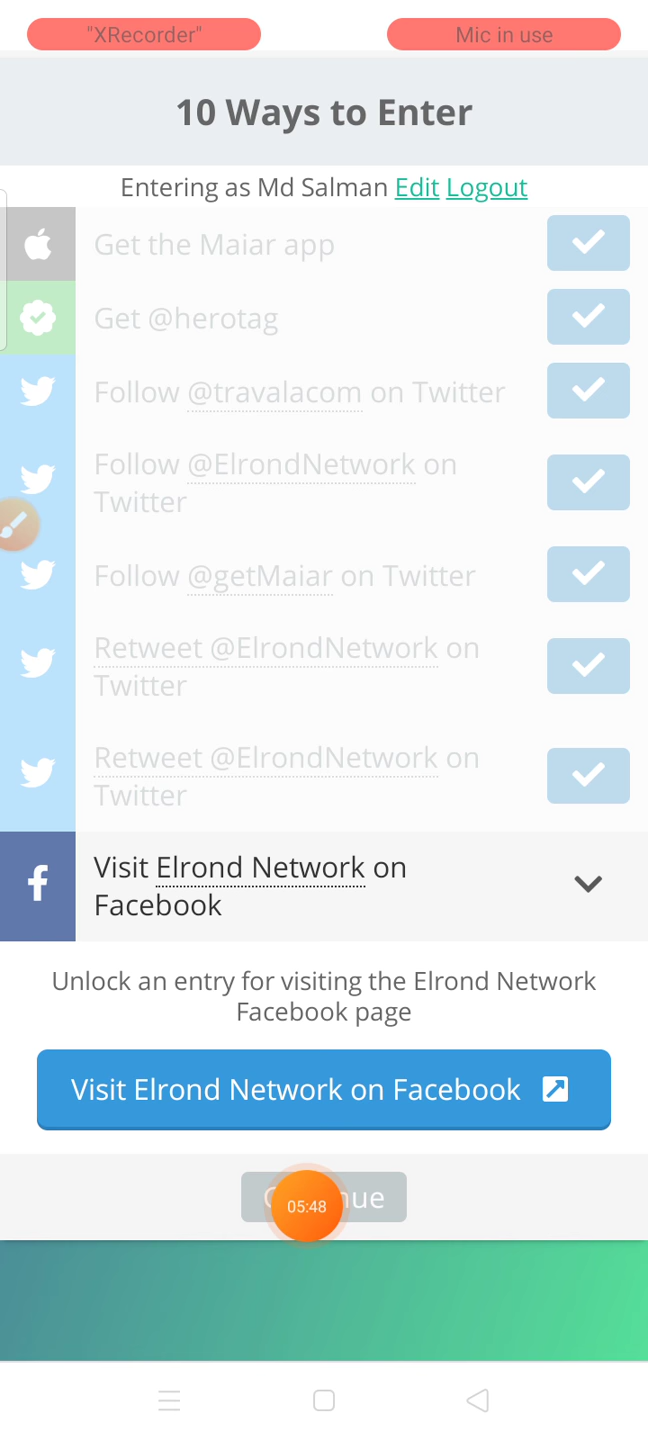 "XRecorder"
Mic in use
10 Ways to Enter
Entering as Md Salman Edit Logout
Get the Maiar app
Get @herotag
Follow @travalacom on Twitter
Follow @ElrondNetwork on
Twitter
Follow @getMaiar on Twitter
Retweet @ElrondNetwork on
Twitter
Retweet @ElrondNetwork on
Twitter
Visit Elrond Network on
Facebook
Unlock an entry for visiting the Elrond Network
Facebook page
Visit Elrond Network on Facebook
05:48